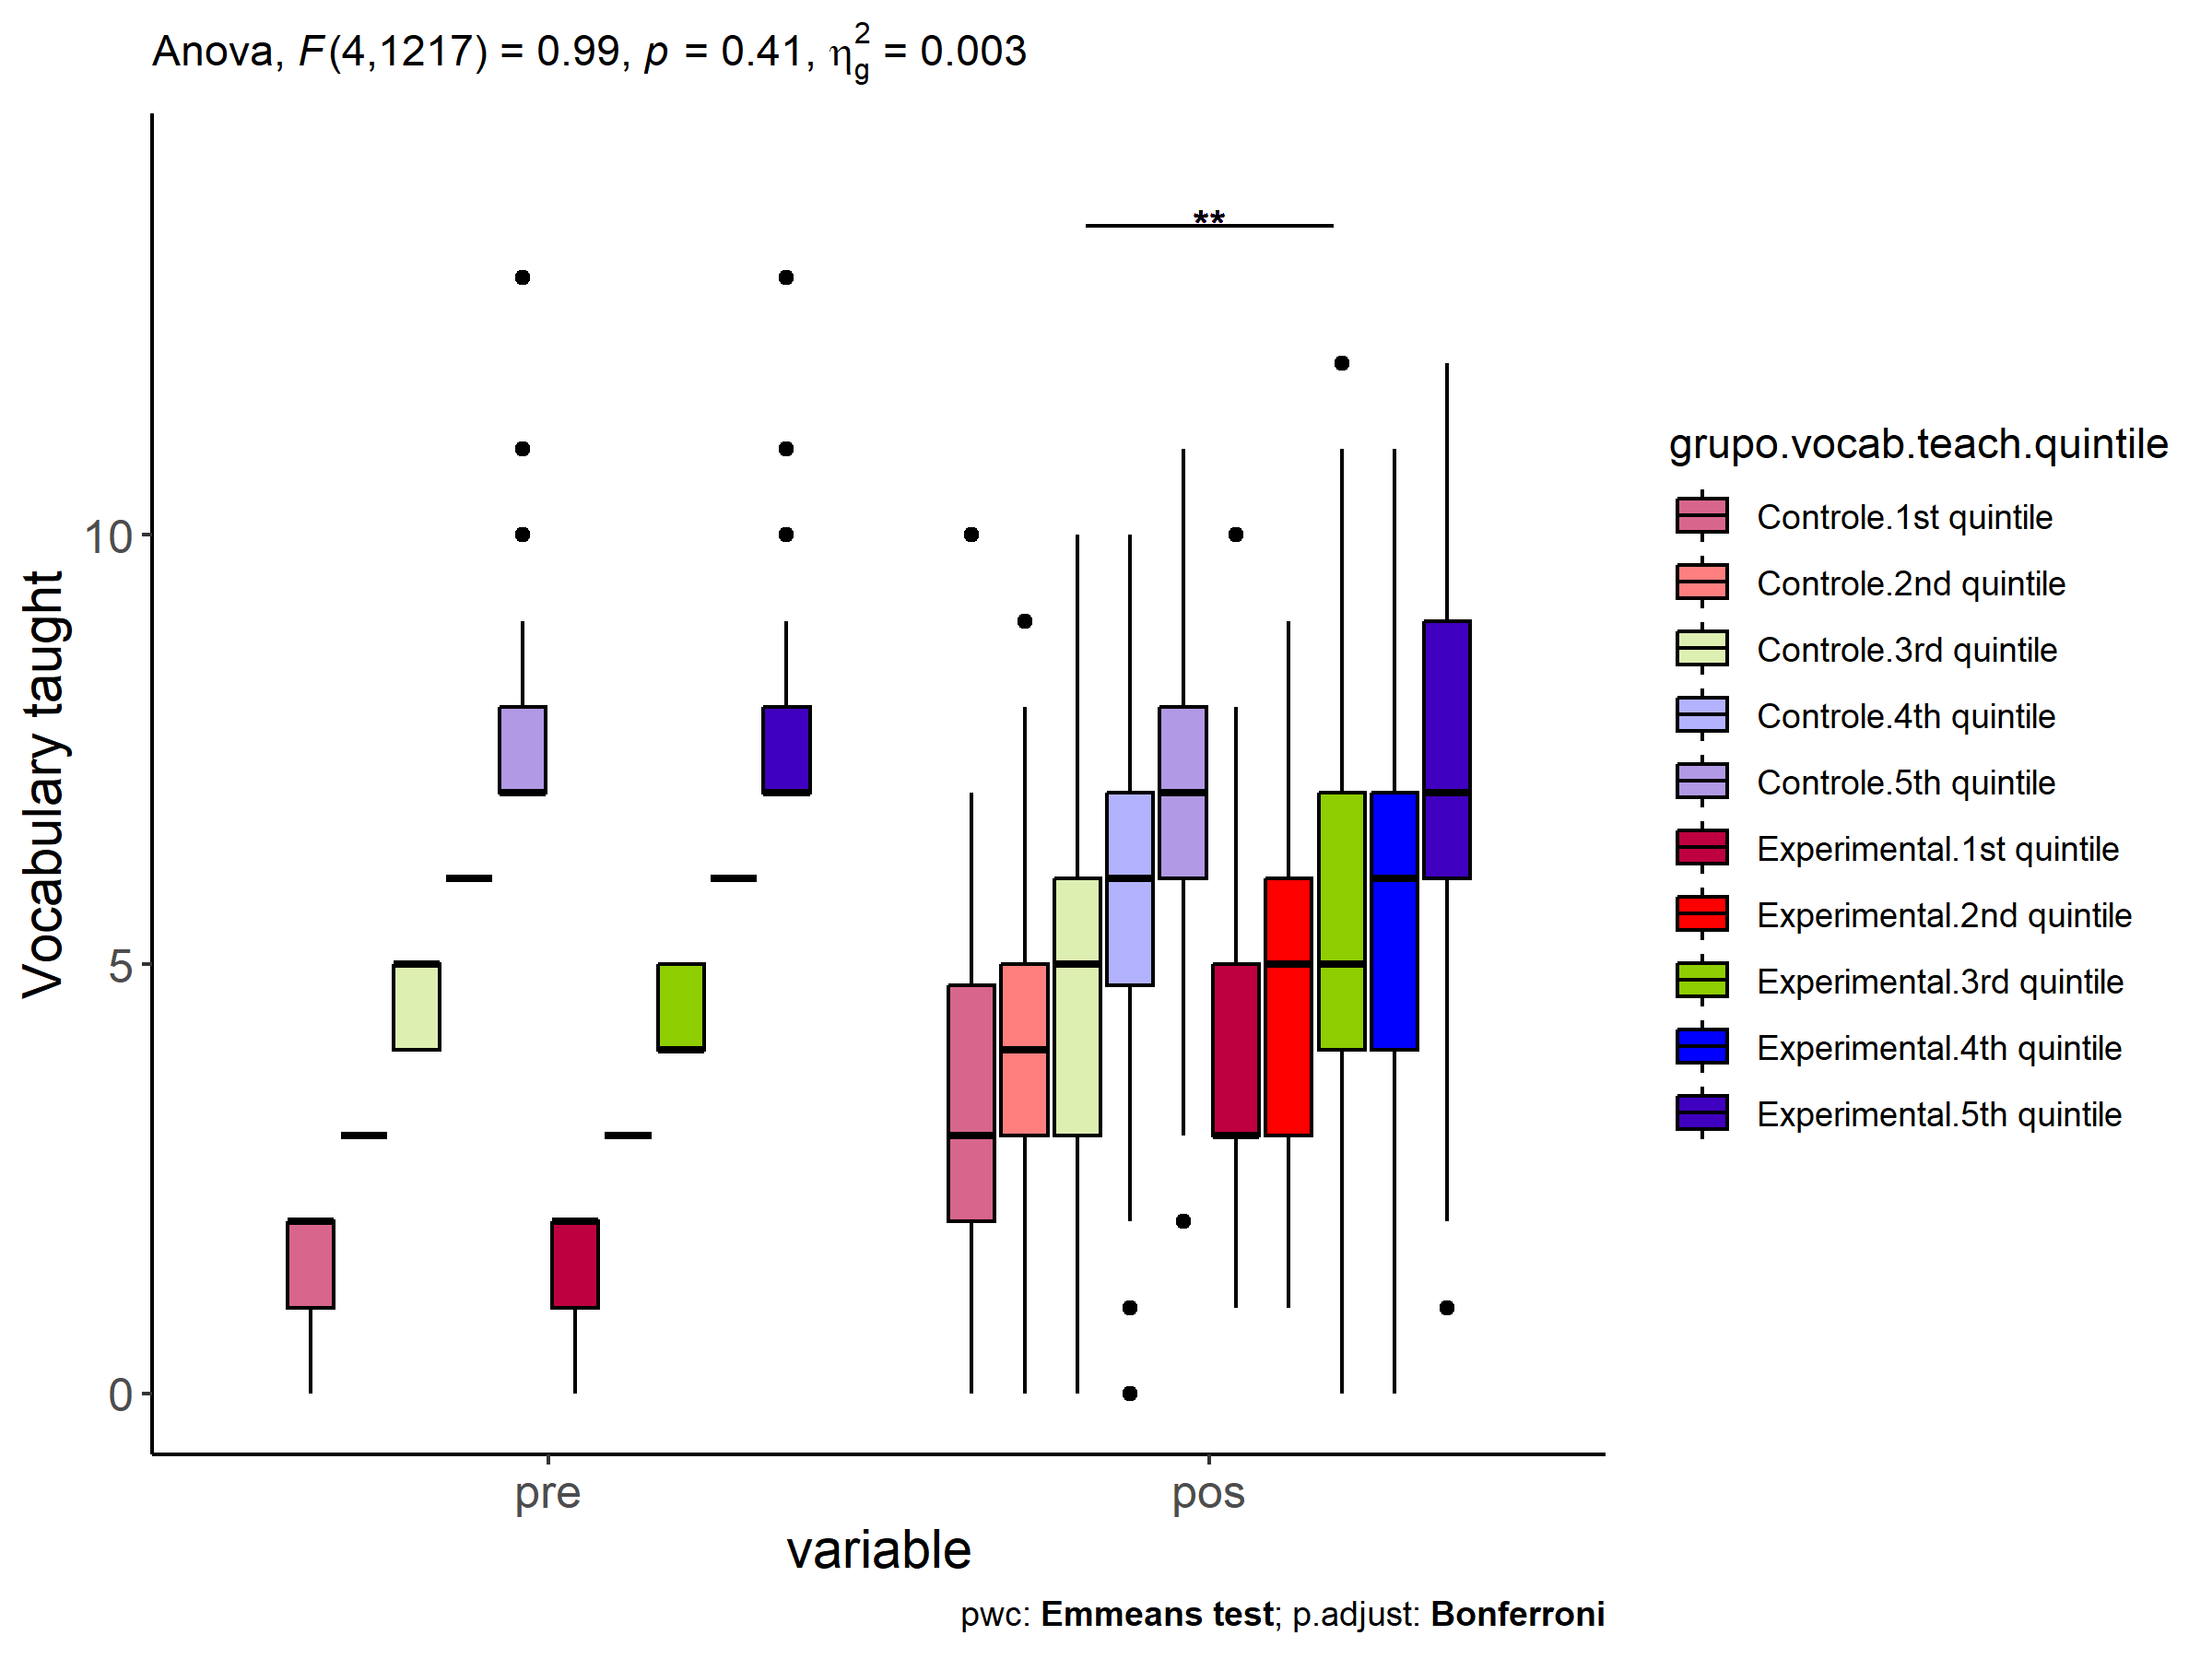 Anova, F(4,1217) = 0.99, p = 0.41, η²g = 0.003
**
Vocabulary taught
10
5
0
pre
pos
variable
pwc: Emmeans test; p.adjust: Bonferroni
grupo.vocab.teach.quintile
Controle.1st quintile
Controle.2nd quintile
Controle.3rd quintile
Controle.4th quintile
Controle.5th quintile
Experimental.1st quintile
Experimental.2nd quintile
Experimental.3rd quintile
Experimental.4th quintile
Experimental.5th quintile